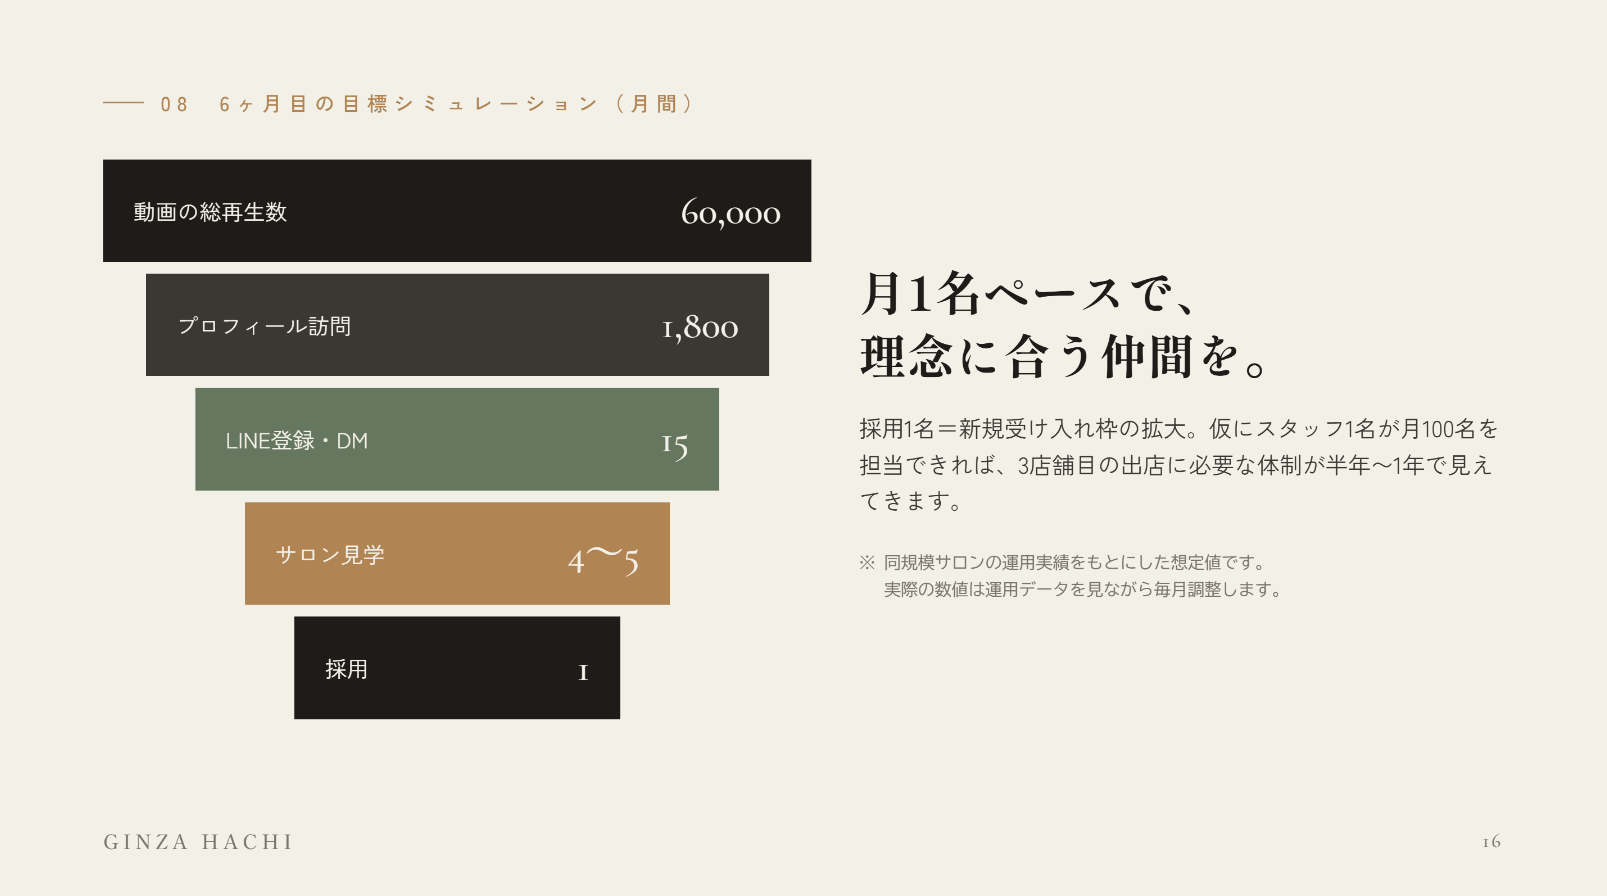 08 6ヶ月目の目標シミュレーション（月間）
動画の総再生数 60,000
プロフィール訪問 1,800
LINE登録・DM 15
サロン見学 4〜5
採用 1
月1名ペースで、
理念に合う仲間を。
採用1名＝新規受け入れ枠の拡大。仮にスタッフ1名が月100名を
担当できれば、3店舗目の出店に必要な体制が半年〜1年で見え
てきます。
※ 同規模サロンの運用実績をもとにした想定値です。
実際の数値は運用データを見ながら毎月調整します。
GINZA HACHI
16